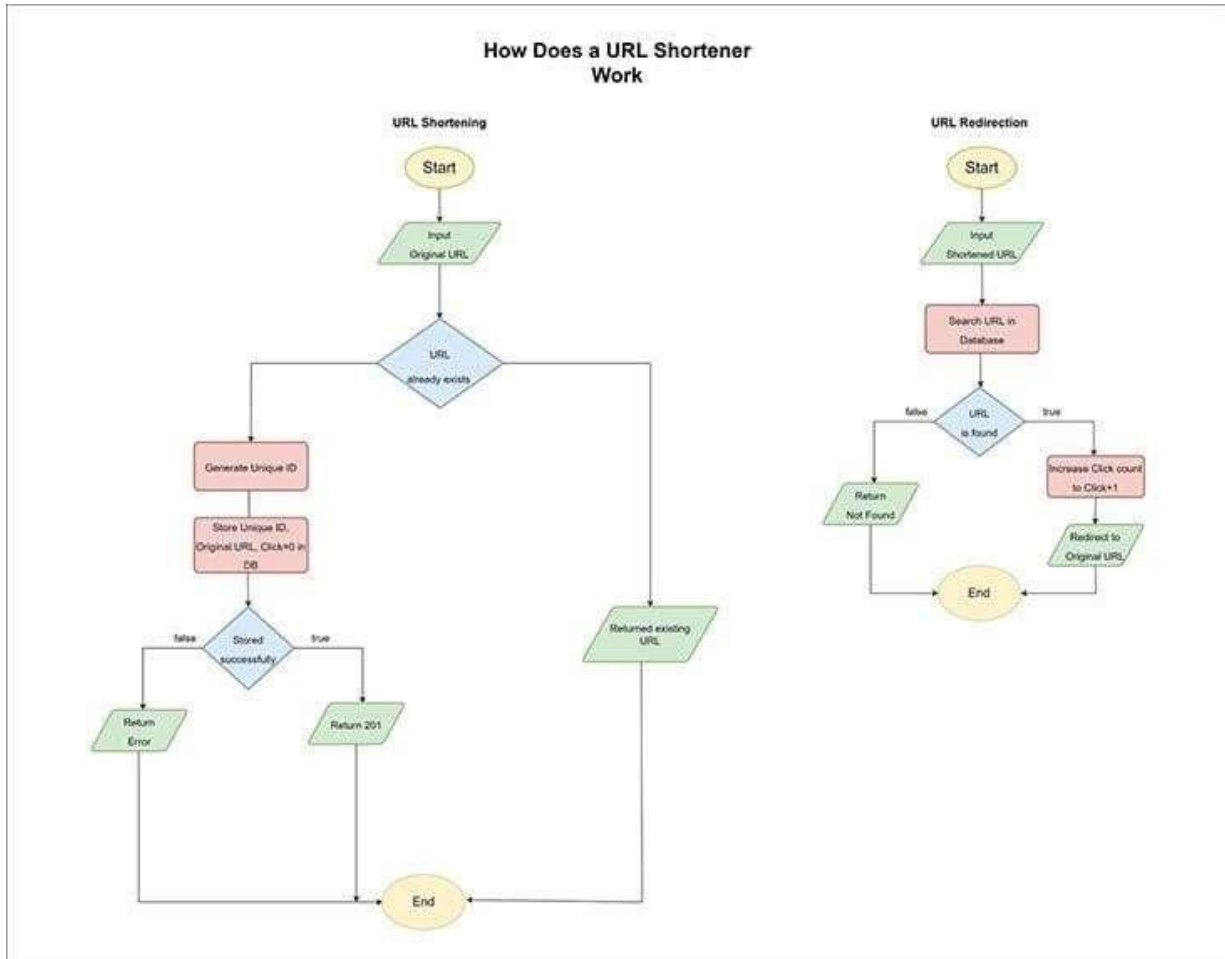 How Does a URL Shortener
Work
URL Shortening
Start
Input
Original URL
URL
already exists
Generate Unique ID
Store Unique ID,
Original URL, Click=0 in
DB
false
Stored
successfully
true
Return
Error
Return 201
Returned existing
URL
End
URL Redirection
Start
Input
Shortened URL
Search URL in
Database
false
URL
is found
true
Return
Not Found
Increase Click count
to Click+1
Redirect to
Original URL
End